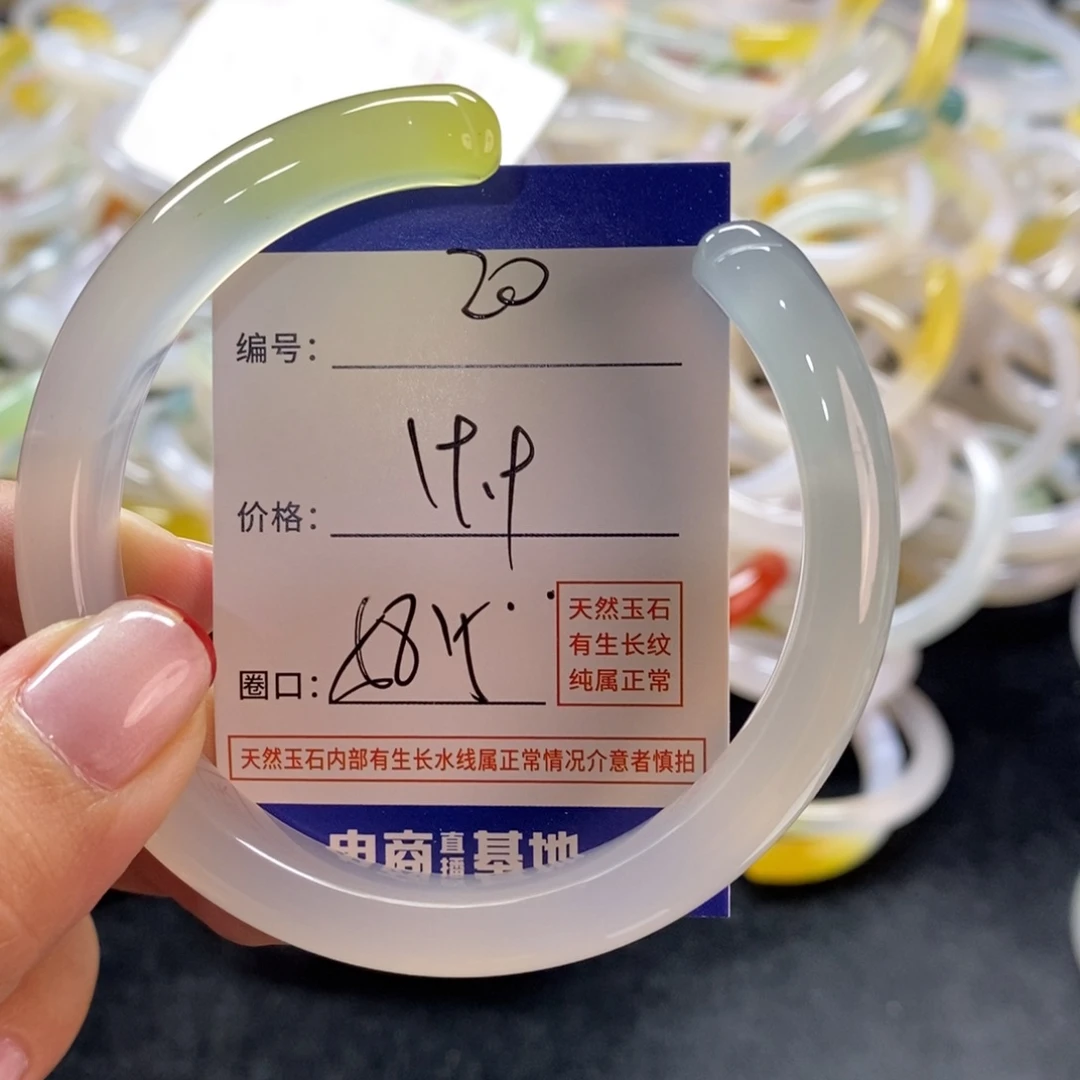 20
编号:
价格:
圈口:
天然玉石
有生长纹
纯属正常
天然玉石内部有生长水线属正常情况介意者慎拍
电商直播基地